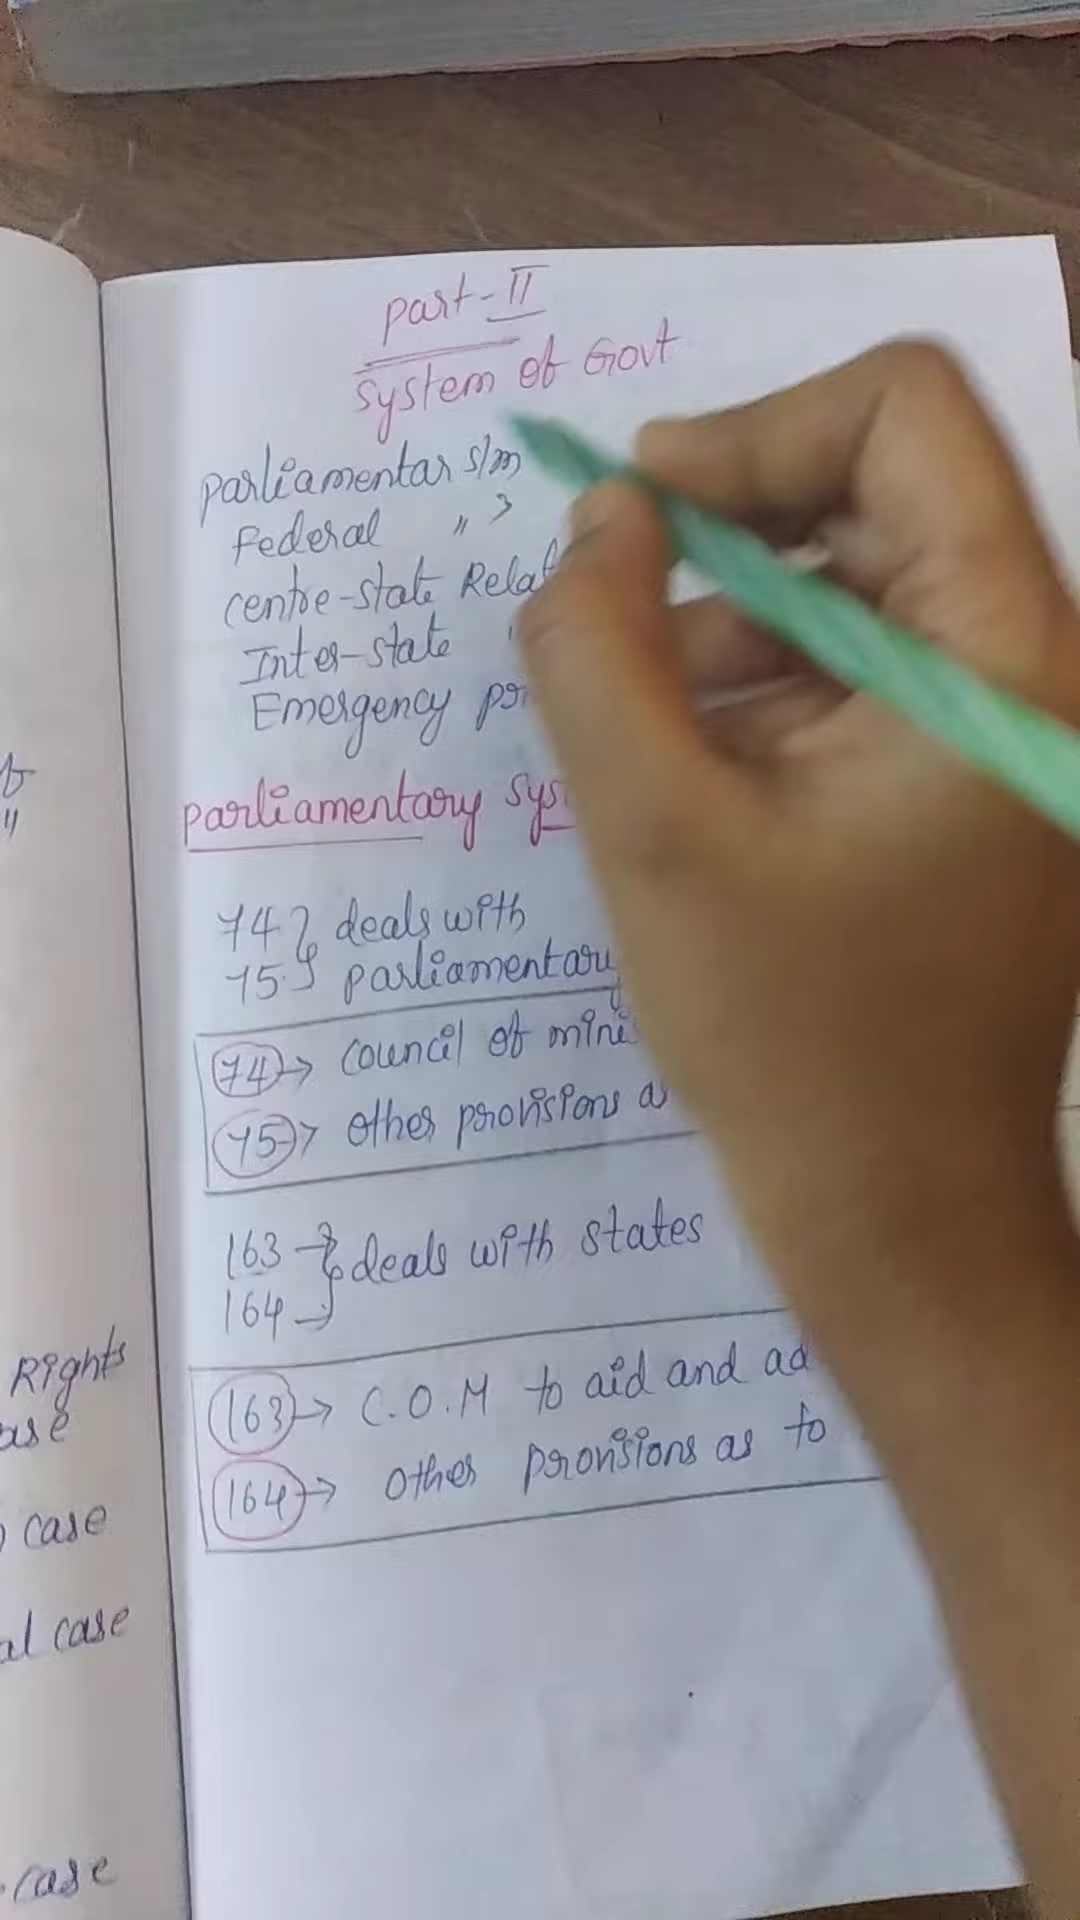 Part-II
System of Govt
parliamentar s/m
Federal " >
centre-state
Inter-state
Emergency
parliamentary
74 } deals with
75. } parliamentary
74 → council of
75 → other provisions as
163 → } deals with states
164 →
163 → C.O.M to aid and
164 → other provisions as to
Rights
case
case
case